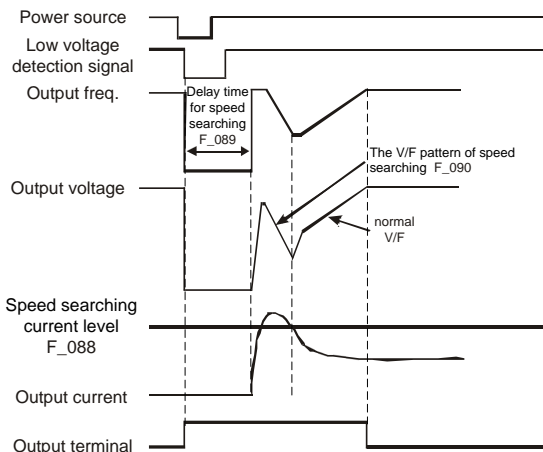 Power source
Low voltage
detection signal
Output freq.
Delay time
for speed
searching
F_089
The V/F pattern of speed
searching F_090
Output voltage
normal
V/F
Speed searching
current level
F_088
Output current
Output terminal